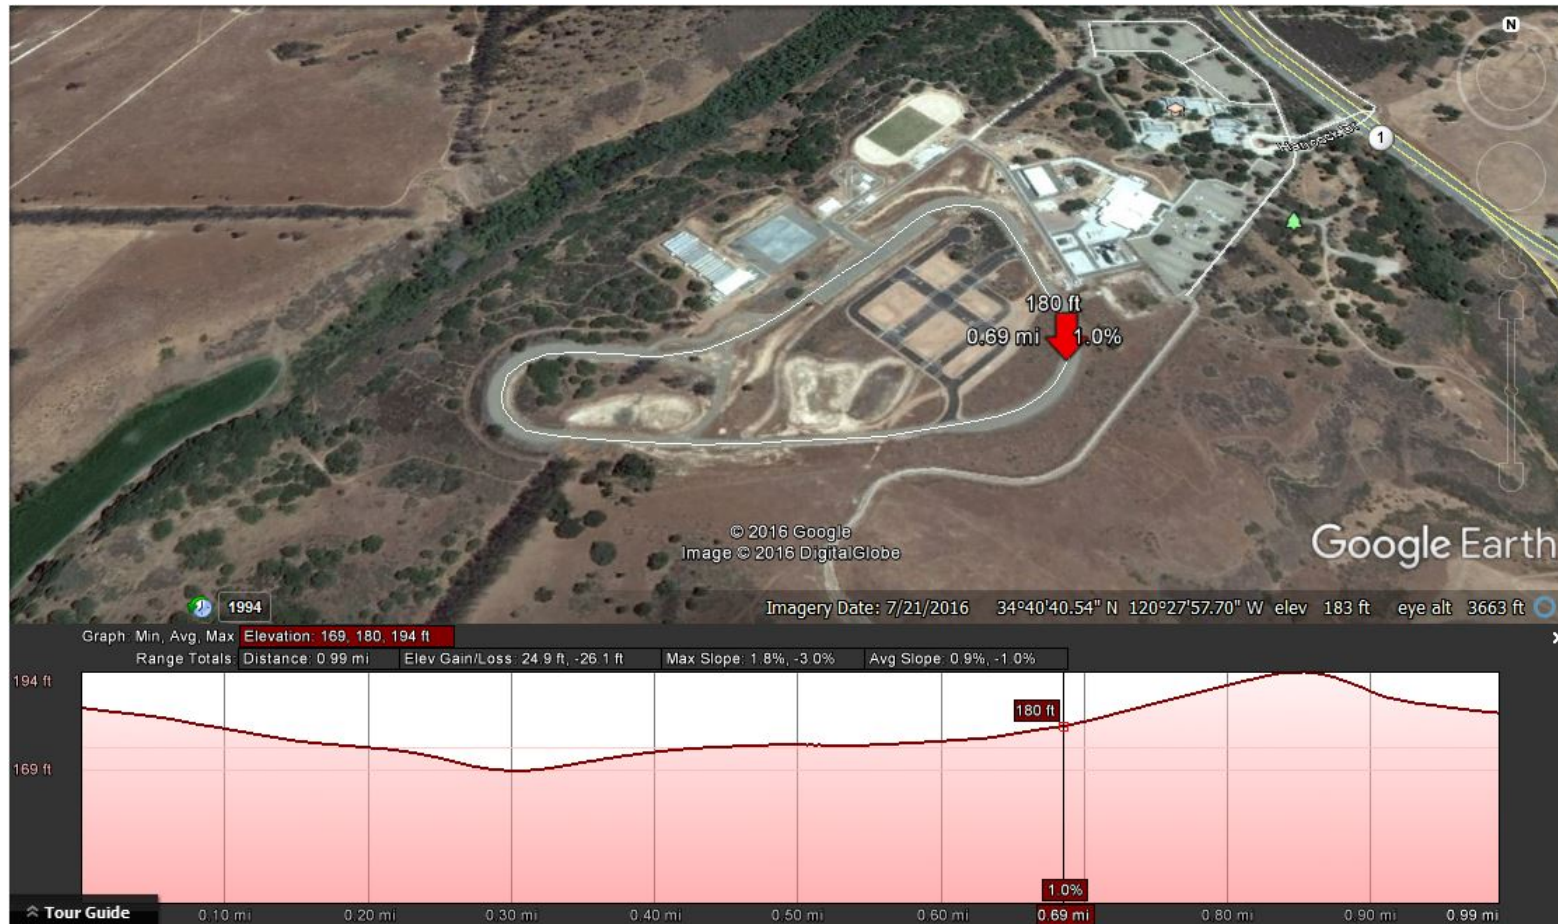 N
1
Hancock Dr
180 ft
0.69 mi 1.0%
© 2016 Google
Image © 2016 DigitalGlobe
Google Earth
1994
Imagery Date: 7/21/2016 34°40'40.54" N 120°27'57.70" W elev 183 ft eye alt 3663 ft
Graph: Min, Avg, Max Elevation: 169, 180, 194 ft
x
Range Totals: Distance: 0.99 mi Elev Gain/Loss: 24.9 ft, -26.1 ft Max Slope: 1.8%, -3.0% Avg Slope: 0.9%, -1.0%
194 ft
180 ft
169 ft
1.0%
Tour Guide 0.10 mi 0.20 mi 0.30 mi 0.40 mi 0.50 mi 0.60 mi 0.69 mi 0.80 mi 0.90 mi 0.99 mi